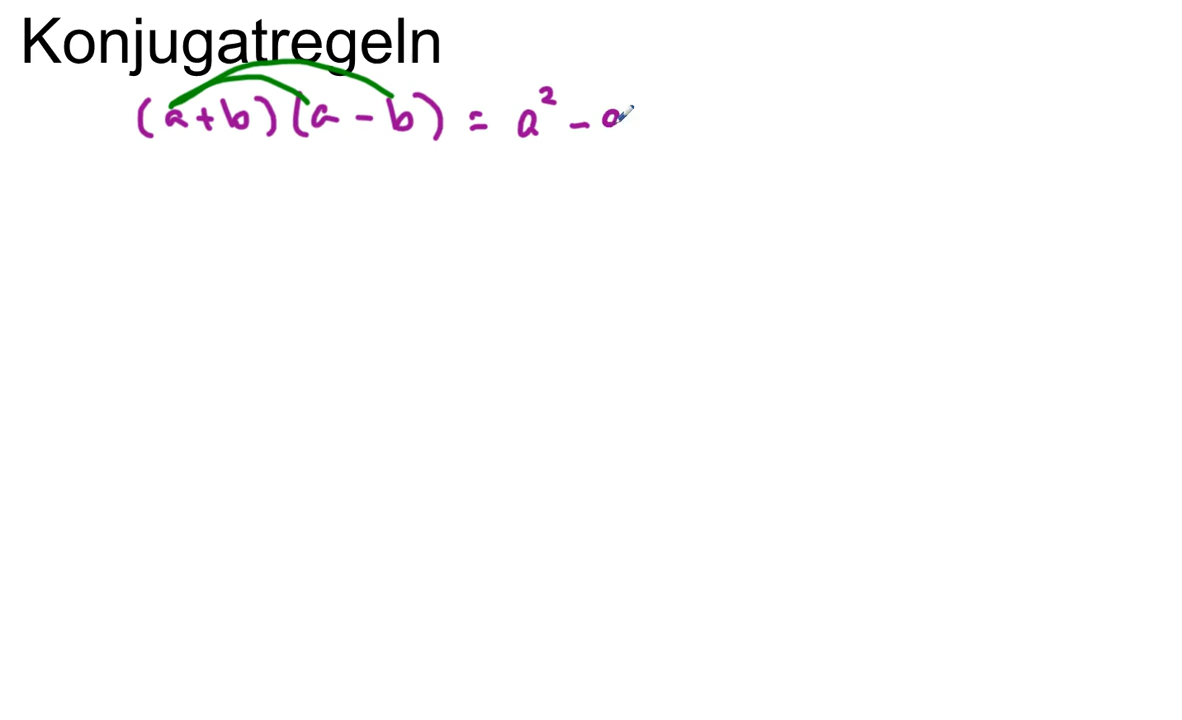 Konjugatregeln
(a+b)(a-b) = a² - a